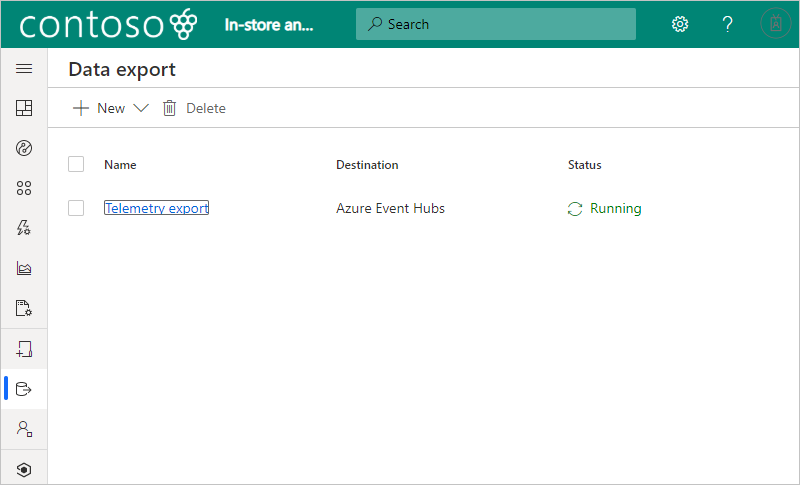 contoso In-store an... Search ?
Data export
New Delete
Name Destination Status
Telemetry export Azure Event Hubs Running